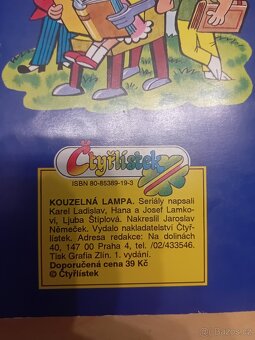 Čtyřlístek
ISBN 80-85389-19-3
KOUZELNÁ LAMPA. Seriály napsali
Karel Ladislav, Hana a Josef Lamko-
vi, Ljuba Štíplová. Nakreslil Jaroslav
Němeček. Vydalo nakladatelství Čtyř-
lístek. Adresa redakce: Na dolinách
40, 147 00 Praha 4, tel. /02/433546.
Tisk Grafia Zlín. 1. vydání.
Doporučená cena 39 Kč
© Čtyřlístek